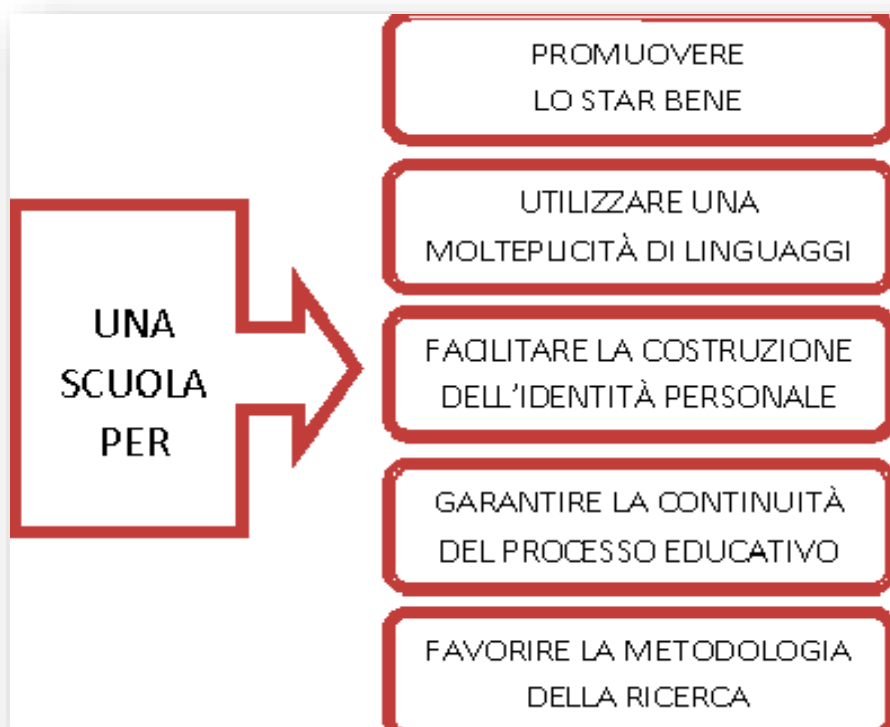 UNA
SCUOLA
PER
PROMUOVERE
LO STAR BENE
UTILIZZARE UNA
MOLTEPLICITÀ DI LINGUAGGI
FACILITARE LA COSTRUZIONE
DELL'IDENTITÀ PERSONALE
GARANTIRE LA CONTINUITÀ
DEL PROCESSO EDUCATIVO
FAVORIRE LA METODOLOGIA
DELLA RICERCA